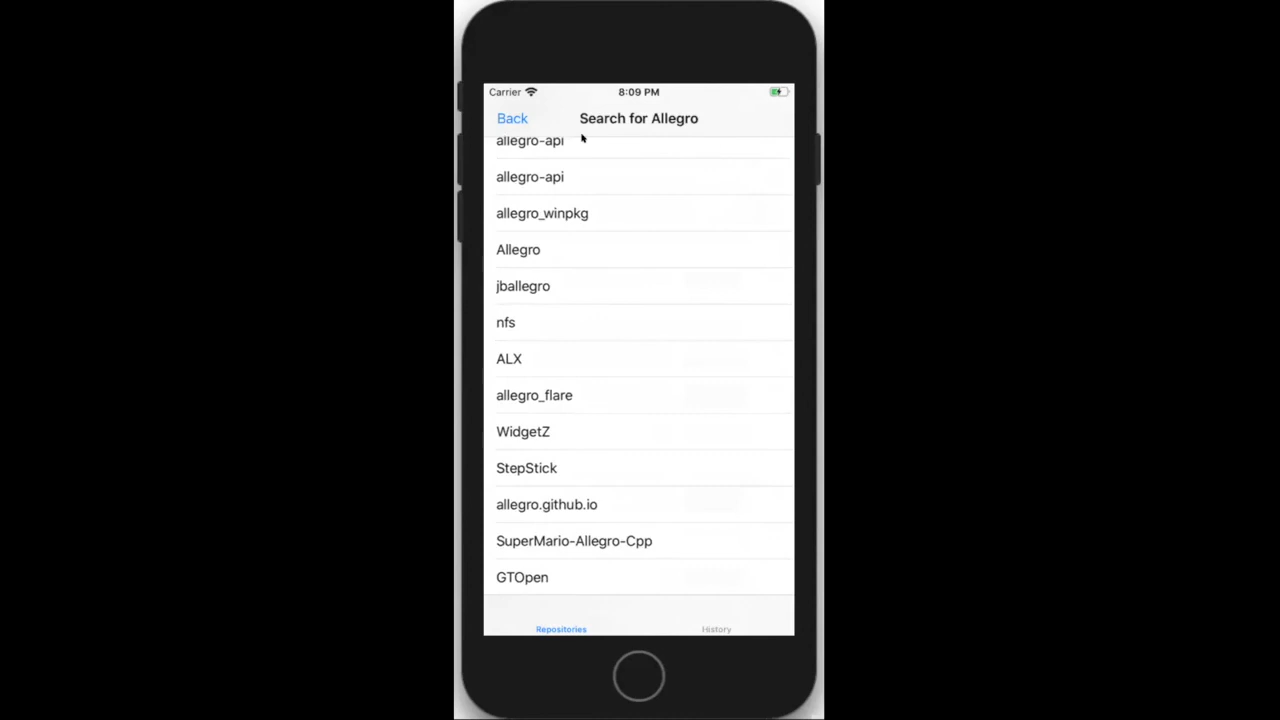 Carrier 8:09 PM
Back Search for Allegro
allegro-api
allegro-api
allegro_winpkg
Allegro
jballegro
nfs
ALX
allegro_flare
WidgetZ
StepStick
allegro.github.io
SuperMario-Allegro-Cpp
GTOpen
Repositories History